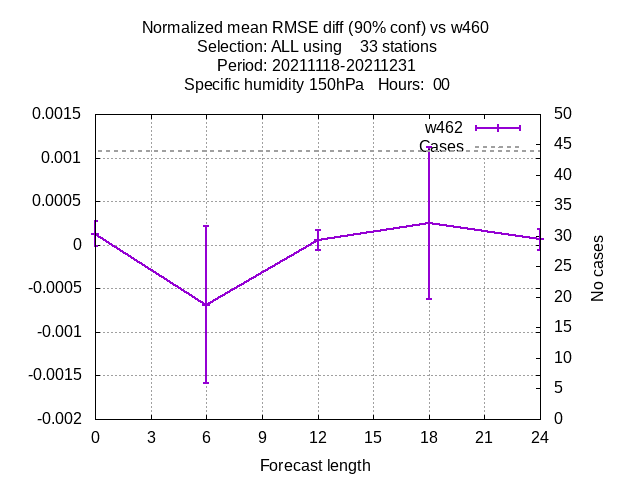 Normalized mean RMSE diff (90% conf) vs w460
Selection: ALL using    33 stations
Period: 20211118-20211231
Specific humidity 150hPa   Hours:  00
w462
Cases
0.0015
0.001
0.0005
0
-0.0005
-0.001
-0.0015
-0.002
50
45
40
35
30
25
20
15
10
5
0
No cases
0 3 6 9 12 15 18 21 24
Forecast length